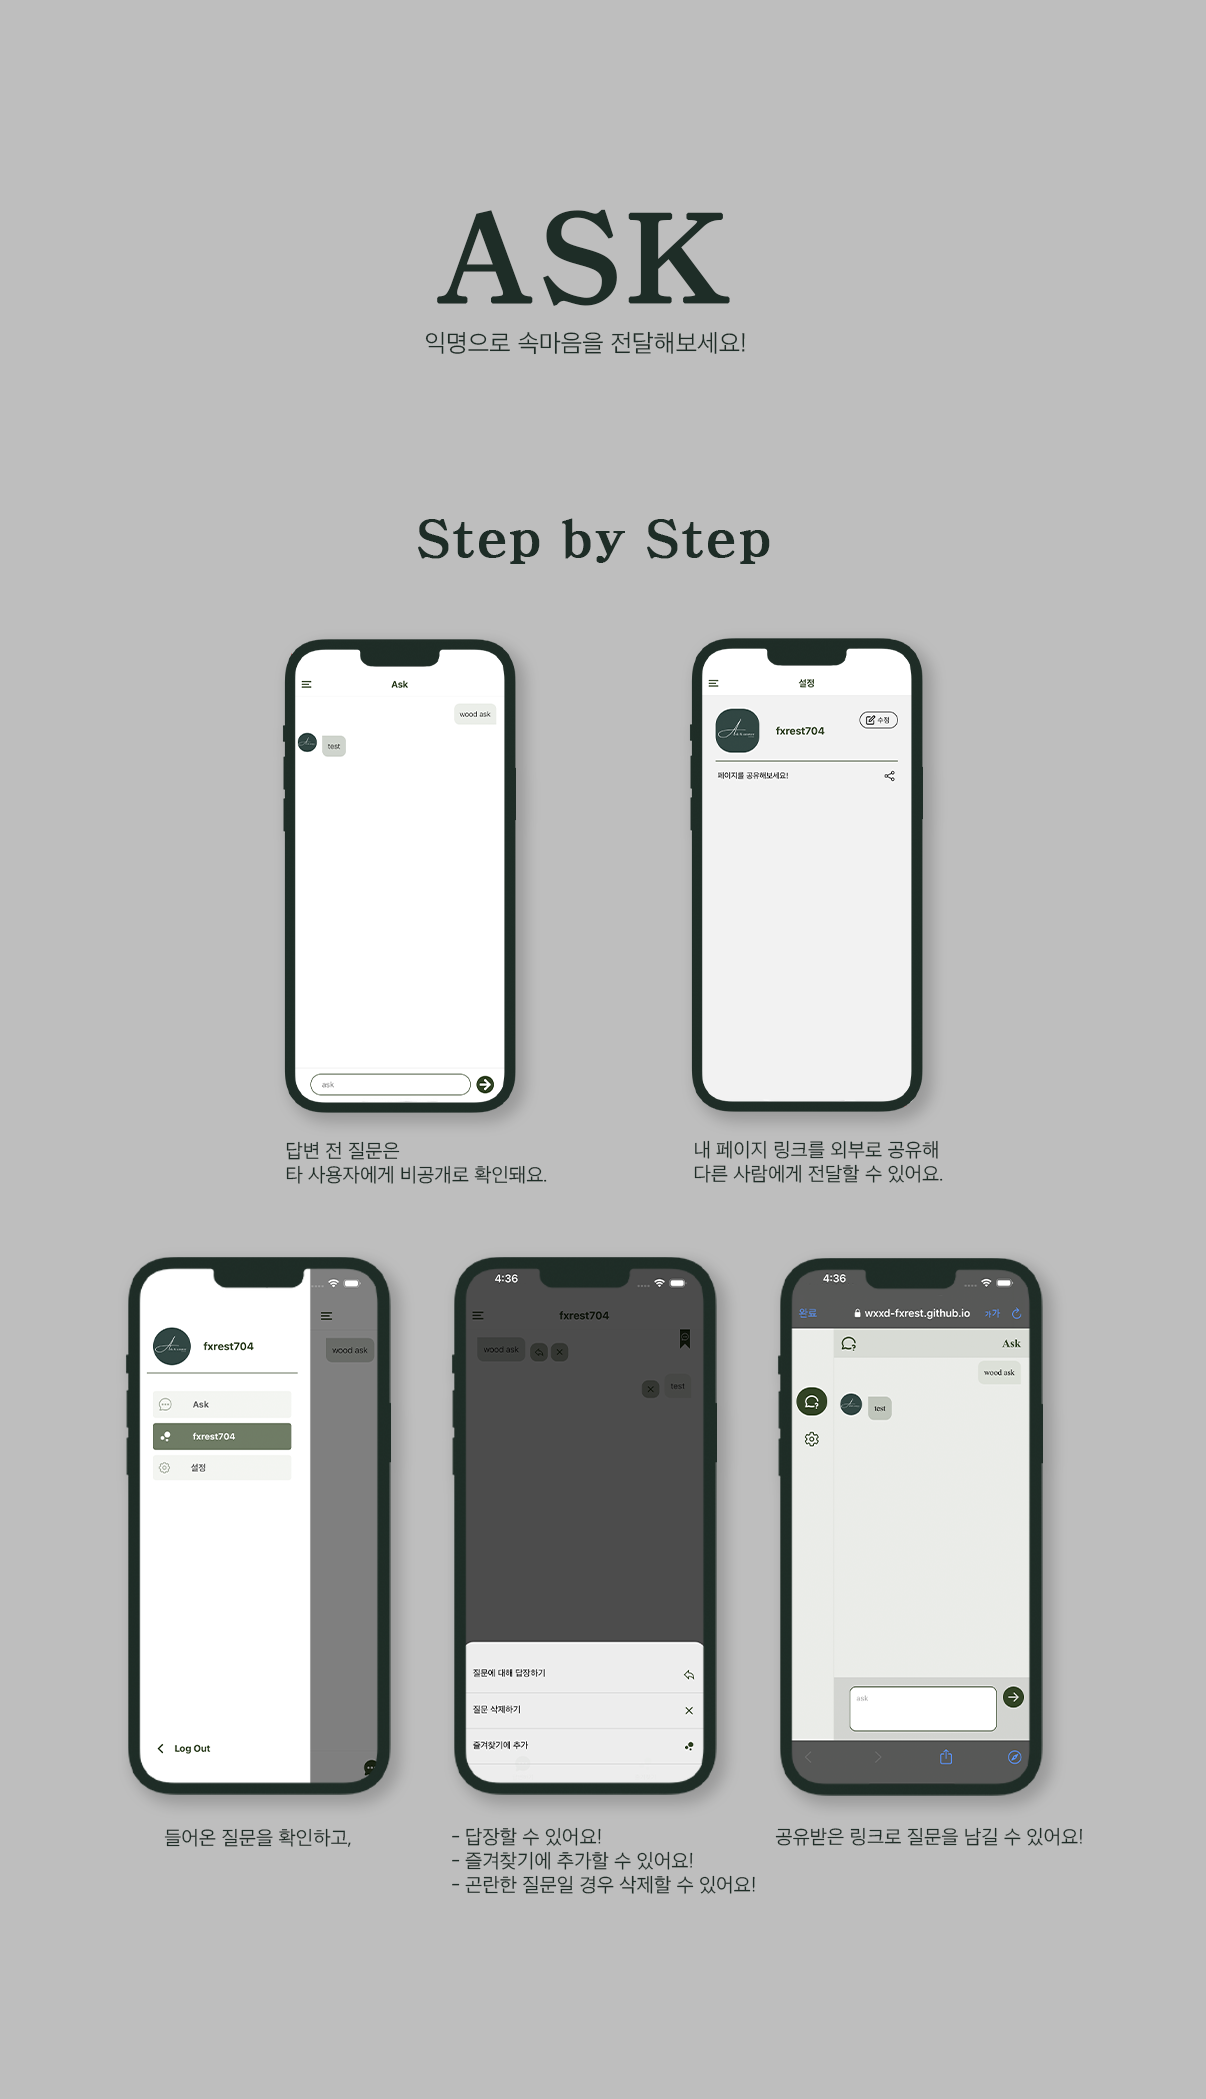 ASK
익명으로 속마음을 전달해보세요!
Step by Step
Ask
wood ask
test
ask
답변 전 질문은
타 사용자에게 비공개로 확인돼요.
설정
fxrest704
수정
페이지를 공유해보세요!
내 페이지 링크를 외부로 공유해
다른 사람에게 전달할 수 있어요.
fxrest704
wood ask
Ask
fxrest704
설정
Log Out
들어온 질문을 확인하고,
4:36
fxrest704
wood ask
test
질문에 대해 답장하기
질문 삭제하기
즐겨찾기에 추가
- 답장할 수 있어요!
- 즐겨찾기에 추가할 수 있어요!
- 곤란한 질문일 경우 삭제할 수 있어요!
4:36
완료 wxxd-fxrest.github.io 가가
Ask
wood ask
test
ask
공유받은 링크로 질문을 남길 수 있어요!